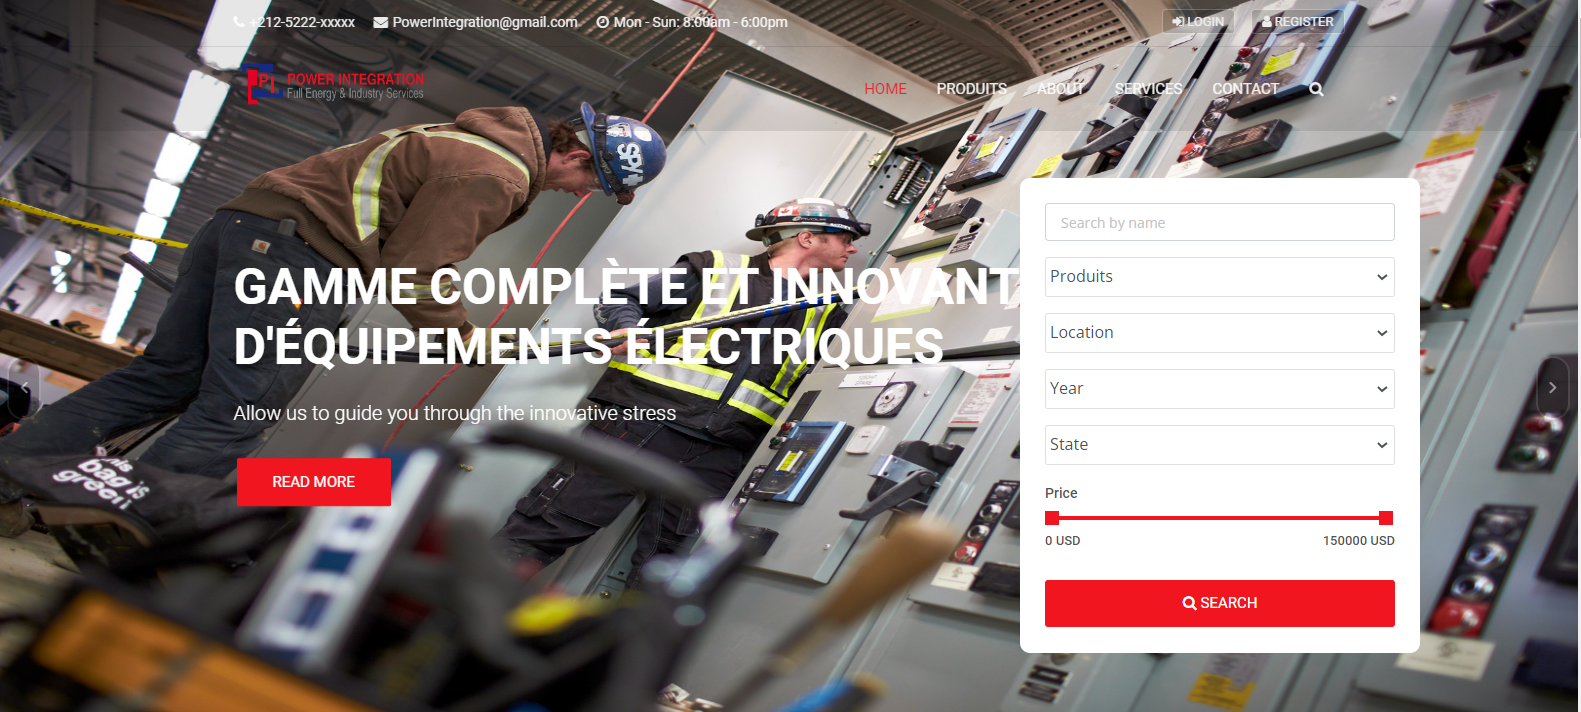 +212-5222-xxxxx PowerIntegration@gmail.com Mon - Sun: 8:00am - 6:00pm LOGIN REGISTER
P.I. POWER INTEGRATION
Full Energy & Industry Services
HOME PRODUITS ABOUT SERVICES CONTACT
GAMME COMPLÈTE ET INNOVANT
D'ÉQUIPEMENTS ÉLECTRIQUES
Allow us to guide you through the innovative stress
READ MORE
Search by name
Produits
Location
Year
State
Price
0 USD 150000 USD
SEARCH
this
bag is
green!